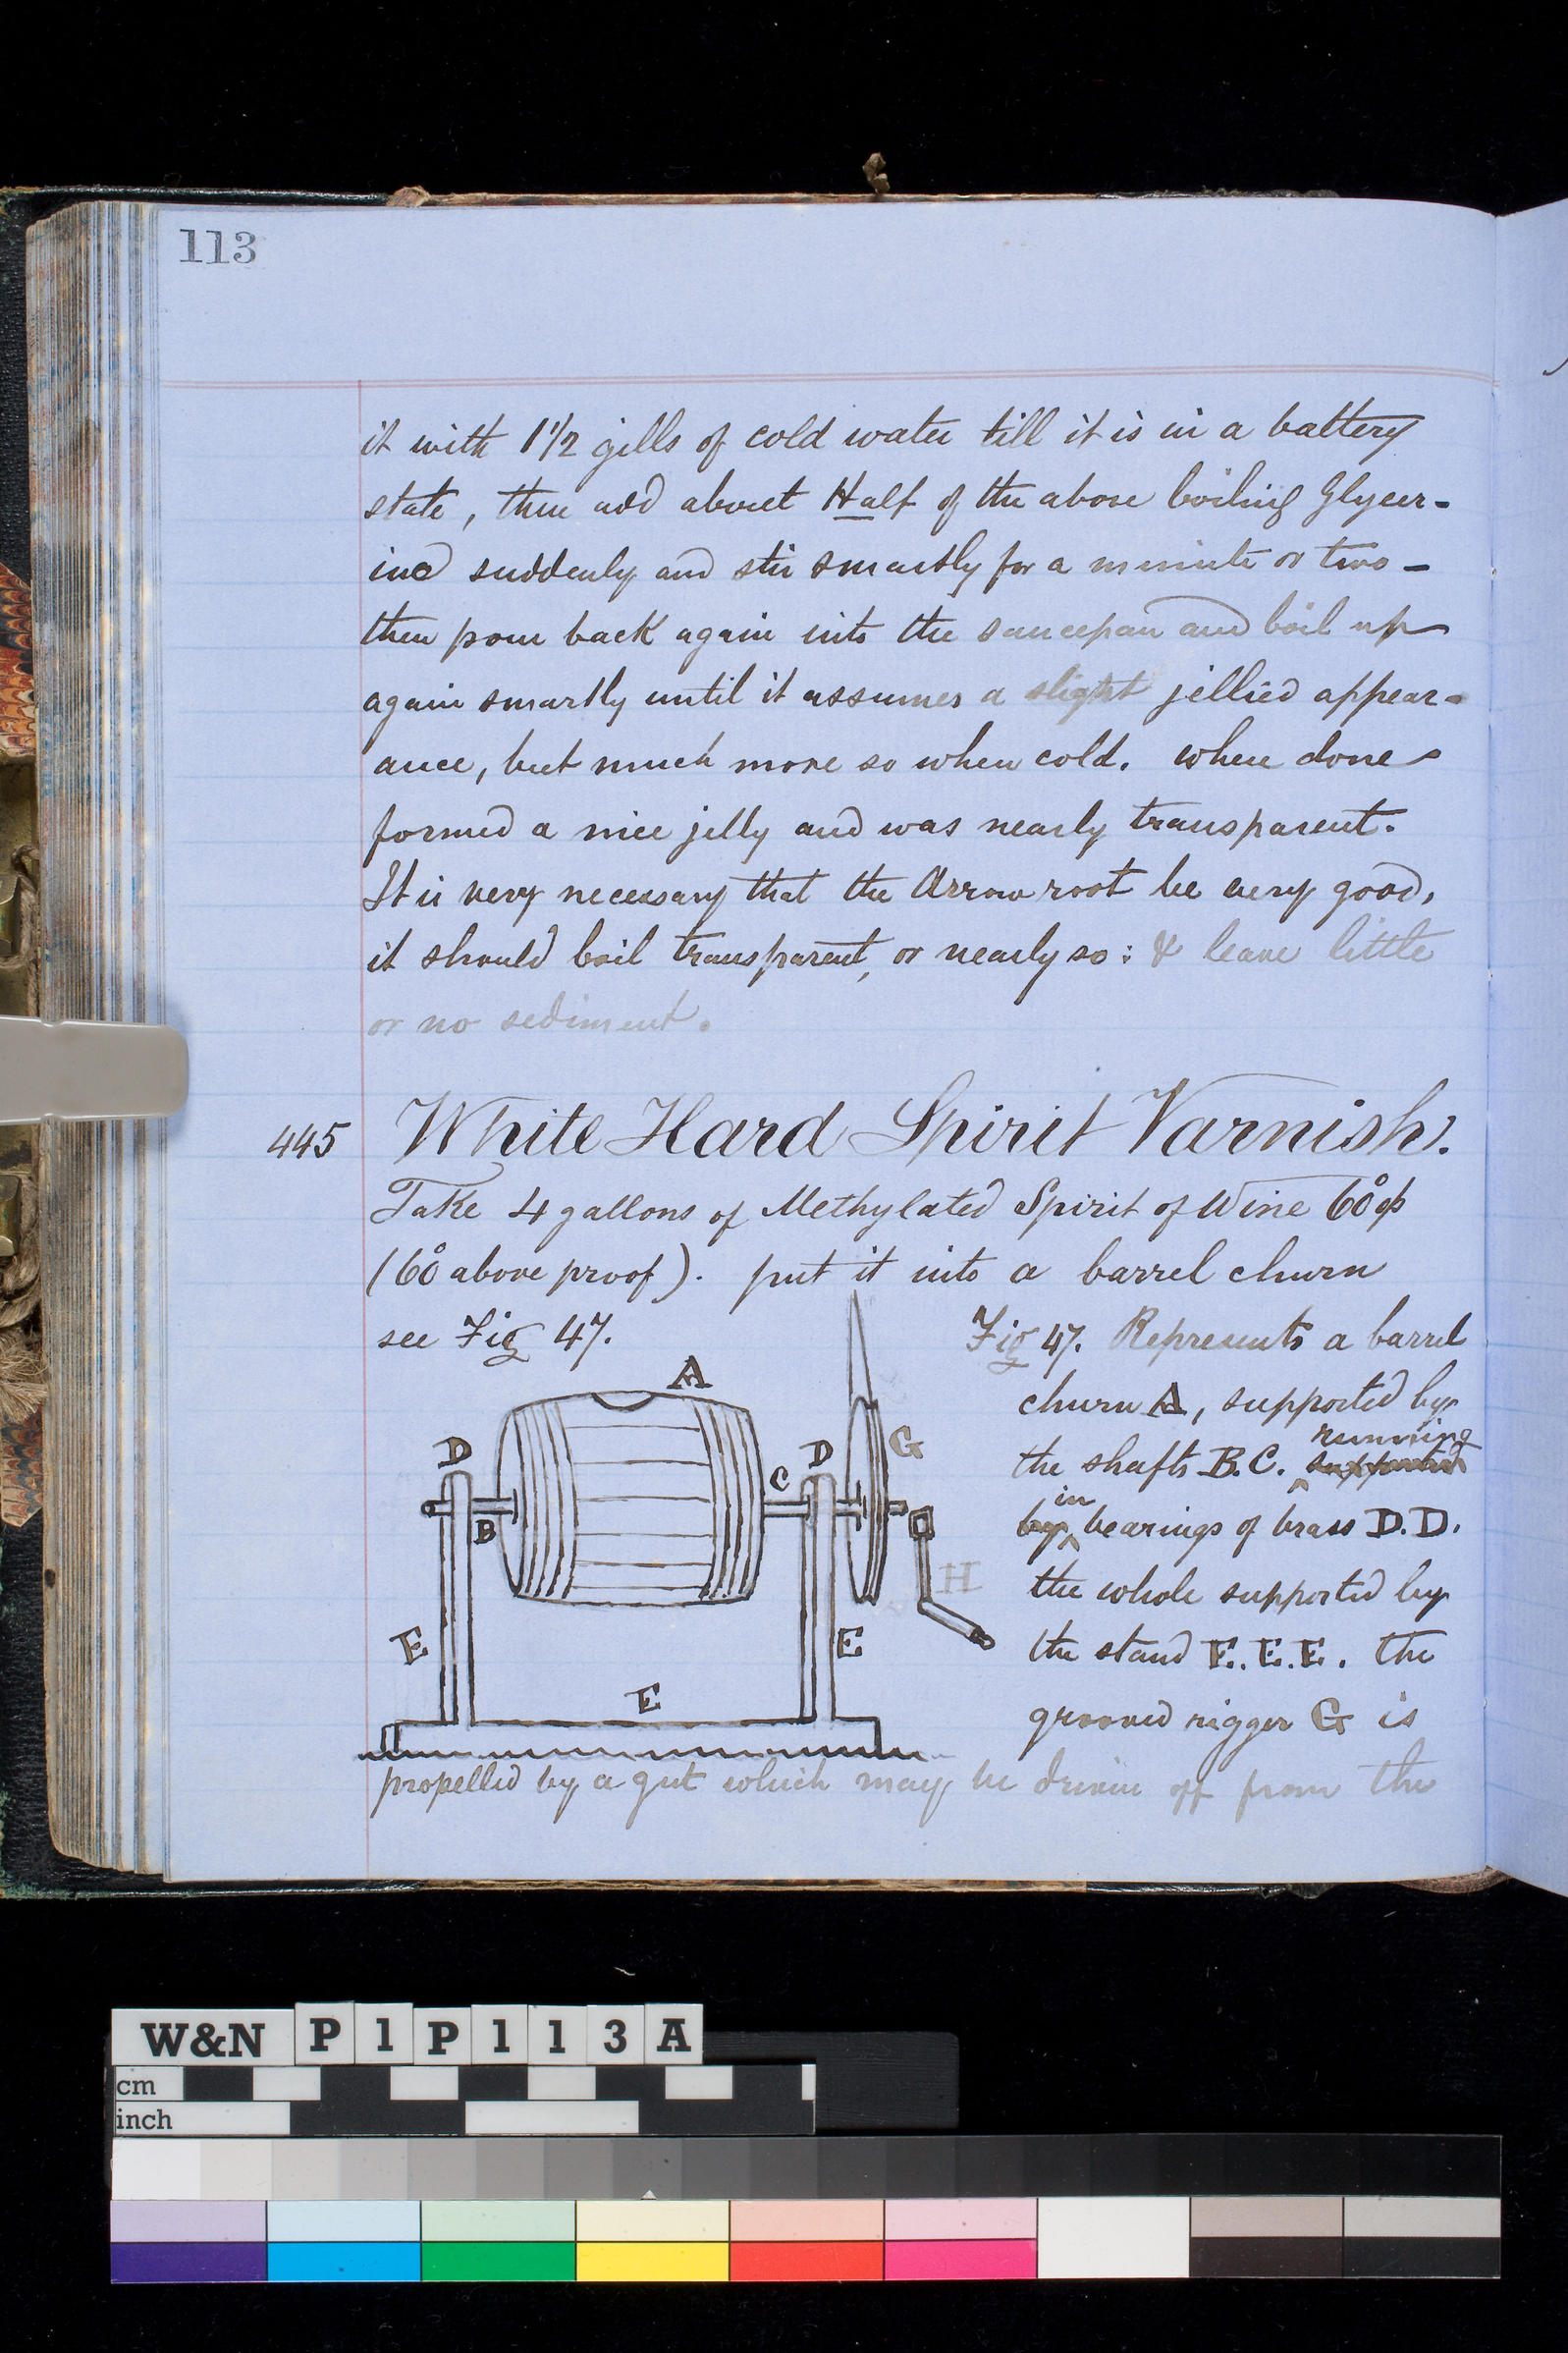 113
it with 1 1/2 gills of cold water till it is in a battery
state, then add about Half of the above boiling Glycer-
ine suddenly and stir smartly for a minute or two -
then pour back again into the saucepan and boil up
again smartly until it assumes a slight jellied appear-
ance, but much more so when cold. when done
formed a nice jelly and was nearly transparent.
It is very necessary that the Arrowroot be very good,
it should boil transparent, or nearly so: & leave little
or no sediment.
445 White Hard Spirit Varnish.
Take 4 gallons of Methylated Spirit of Wine 60° op
(60° above proof). put it into a barrel churn
see Fig 47.
A
D
B
C
D
G
H
E
E
E
Fig 47. Represents a barrel
churn A, supported by
the shafts B.C. supported running
by in bearings of brass D.D.
the whole supported by
the stand E.E.E. the
grooved rigger G is
propelled by a gut which may be driven off from the
W&N P1P113A
cm
inch